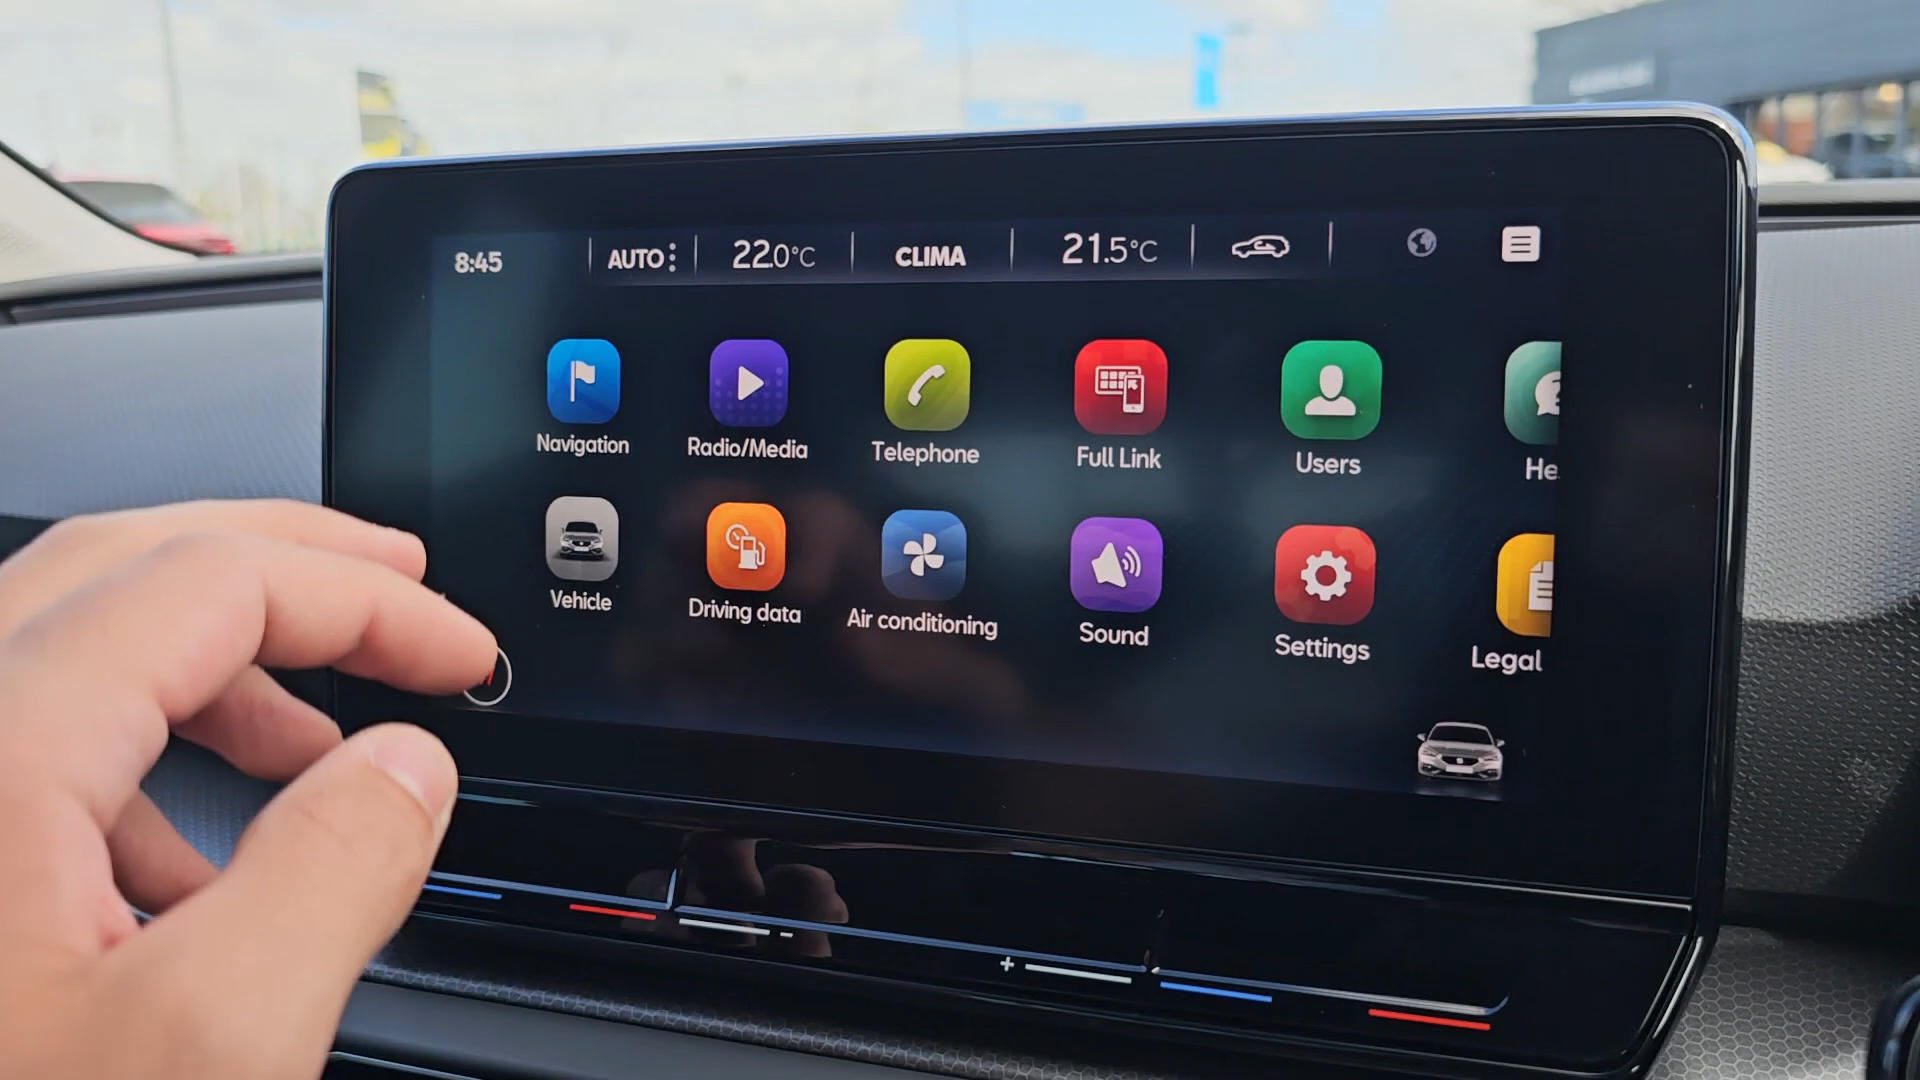 8:45 AUTO 22.0°C CLIMA 21.5°C
Navigation Radio/Media Telephone Full Link Users He
Vehicle Driving data Air conditioning Sound Settings Legal
- +